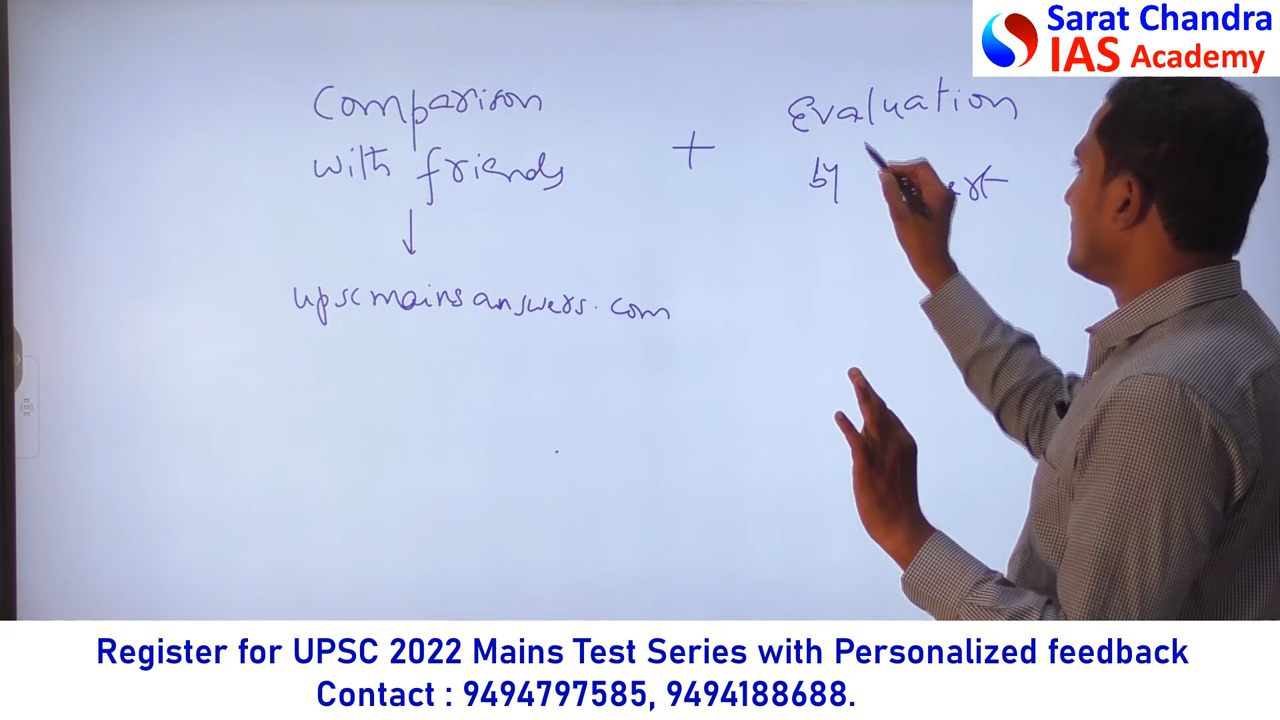 Sarat Chandra
IAS Academy
Comparison
with friends
+
Evaluation
by
upscmainsanswers.com
Register for UPSC 2022 Mains Test Series with Personalized feedback
Contact : 9494797585, 9494188688.